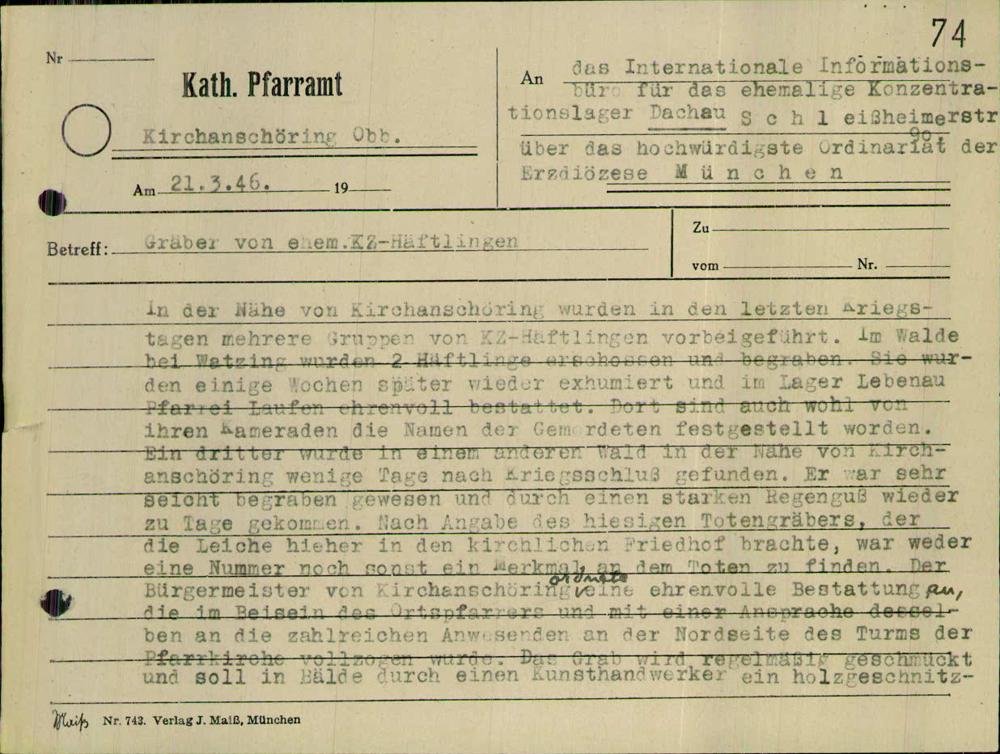 74
Nr
Kath. Pfarramt
Kirchanschöring Obb.
Am 21.3.46. 19
An das Internationale Informations-
büro für das ehemalige Konzentra-
tionslager Dachau S c h l eißheimerstr
90.
über das hochwürdigste Ordinariat der
Erzdiözese M ü n c h e n
Betreff: Gräber von ehem.KZ-Häftlingen
Zu
vom Nr.
In der Nähe von Kirchanschöring wurden in den letzten Kriegs-
tagen mehrere Gruppen von KZ-Häftlingen vorbeigeführt. Im Walde
bei Watzing wurden 2 Häftlinge erschossen und begraben. Sie wur-
den einige Wochen später wieder exhumiert und im Lager Lebenau
Pfarrei Laufen ehrenvoll bestattet. Dort sind auch wohl von
ihren Kameraden die Namen der Gemordeten festgestellt worden.
Ein dritter wurde in einem anderen Wald in der Nähe von Kirch-
anschöring wenige Tage nach Kriegsschluß gefunden. Er war sehr
seicht begraben gewesen und durch einen starken Regenguß wieder
zu Tage gekommen. Nach Angabe des hiesigen Totengräbers, der
die Leiche hieher in den kirchlichen Friedhof brachte, war weder
eine Nummer noch sonst ein Merkmal an dem Toten zu finden. Der
ordnete
Bürgermeister von Kirchanschöring eine ehrenvolle Bestattung an,
die im Beisein des Ortspfarrers und mit einer Ansprache dessel-
ben an die zahlreichen Anwesenden an der Nordseite des Turms der
Pfarrkirche vollzogen wurde. Das Grab wird regelmäßig geschmückt
und soll in Bälde durch einen Kunsthandwerker ein holzgeschnitz-
Maiß Nr. 743. Verlag J. Maiß, München